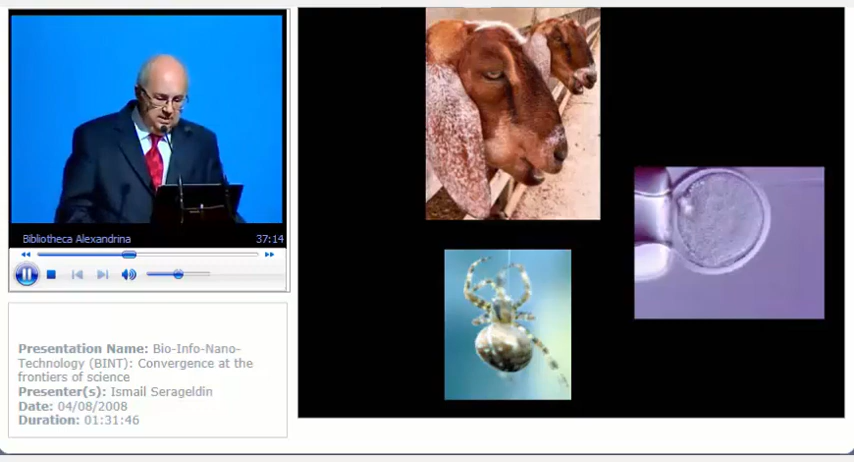 Bibliotheca Alexandrina 37:14
Presentation Name: Bio-Info-Nano-
Technology (BINT): Convergence at the
frontiers of science
Presenter(s): Ismail Serageldin
Date: 04/08/2008
Duration: 01:31:46